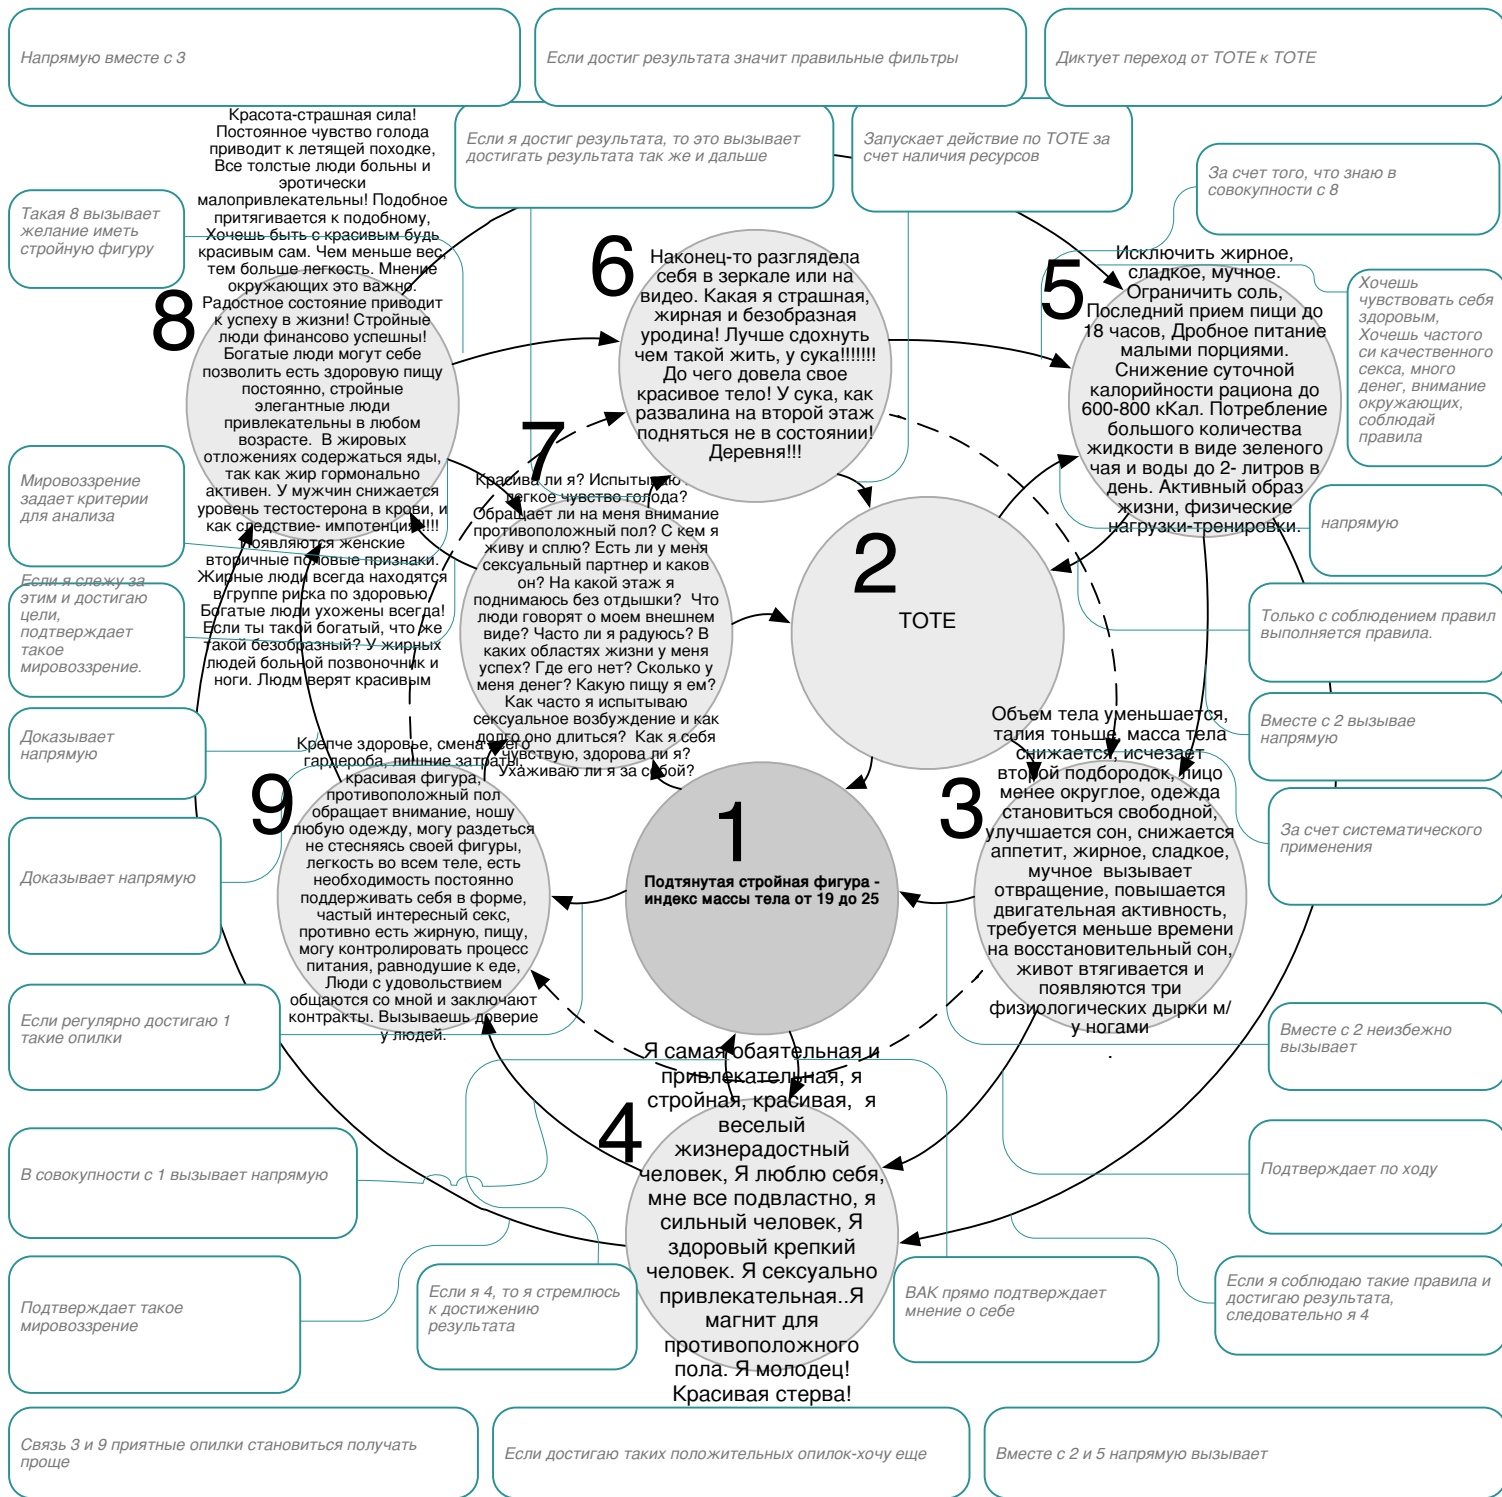 Напрямую вместе с 3
Если достиг результата значит правильные фильтры
Диктует переход от ТОТЕ к ТОТЕ
Если я достиг результата, то это вызывает
достигать результата так же и дальше
Запускает действие по ТОТЕ за
счет наличия ресурсов
За счет того, что знаю в
совокупности с 8
Такая 8 вызывает
желание иметь
стройную фигуру
8
Красота-страшная сила!
Постоянное чувство голода
приводит к летящей походке,
Все толстые люди больны и
эротически
малопривлекательны! Подобное
притягивается к подобному,
Хочешь быть с красивым будь
красивым сам. Чем меньше вес,
тем больше легкость. Мнение
окружающих это важно.
Радостное состояние приводит
к успеху в жизни! Стройные
люди финансово успешны!
Богатые люди могут себе
позволить есть здоровую пищу
постоянно, стройные
элегантные люди
привлекательны в любом
возрасте. В жировых
отложениях содержаться яды,
так как жир гормонально
активен. У мужчин снижается
уровень тестостерона в крови, и
как следствие- импотенция!!!!!
Появляются женские
вторичные половые признаки.
Жирные люди всегда находятся
в группе риска по здоровью.
Богатые люди ухожены всегда!
Если ты такой богатый, что же
такой безобразный? У жирных
людей больной позвоночник и
ноги. Людм верят красивым
6
Наконец-то разглядела
себя в зеркале или на
видео. Какая я страшная,
жирная и безобразная
уродина! Лучше сдохнуть
чем такой жить, у сука!!!!!!!
До чего довела свое
красивое тело! У сука, как
развалина на второй этаж
подняться не в состоянии!
Деревня!!!
5
Исключить жирное,
сладкое, мучное.
Ограничить соль,
Последний прием пищи до
18 часов, Дробное питание
малыми порциями.
Снижение суточной
калорийности рациона до
600-800 кКал. Потребление
большого количества
жидкости в виде зеленого
чая и воды до 2- литров в
день. Активный образ
жизни, физические
нагрузки-тренировки.
Хочешь
чувствовать себя
здоровым,
Хочешь частого
си качественного
секса, много
денег, внимание
окружающих,
соблюдай
правила
7
Красива ли я? Испытываю
легкое чувство голода?
Обращает ли на меня внимание
противоположный пол? С кем я
живу и сплю? Есть ли у меня
сексуальный партнер и каков
он? На какой этаж я
поднимаюсь без отдышки? Что
люди говорят о моем внешнем
виде? Часто ли я радуюсь? В
каких областях жизни у меня
успех? Где его нет? Сколько у
меня денег? Какую пищу я ем?
Как часто я испытываю
сексуальное возбуждение и как
долго оно длиться? Как я себя
чувствую, здорова ли я?
Ухаживаю ли я за собой?
2
ТОТЕ
Мировоззрение
задает критерии
для анализа
напрямую
Если я слежу за
этим и достигаю
цели,
подтверждает
такое
мировоззрение.
Только с соблюдением правил
выполняется правила.
Доказывает
напрямую
Вместе с 2 вызывае
напрямую
9
Крепче здоровье, смена всего
гардероба, лишние затраты,
красивая фигура,
противоположный пол
обращает внимание, ношу
любую одежду, могу раздеться
не стесняясь своей фигуры,
легкость во всем теле, есть
необходимость постоянно
поддерживать себя в форме,
частый интересный секс,
противно есть жирную, пищу,
могу контролировать процесс
питания, равнодушие к еде,
Люди с удовольствием
общаются со мной и заключают
контракты. Вызываешь доверие
у людей.
1
Подтянутая стройная фигура -
индекс массы тела от 19 до 25
3
Объем тела уменьшается,
талия тоньше, масса тела
снижается, исчезает
второй подбородок, лицо
менее округлое, одежда
становиться свободной,
улучшается сон, снижается
аппетит, жирное, сладкое,
мучное вызывает
отвращение, повышается
двигательная активность,
требуется меньше времени
на восстановительный сон,
живот втягивается и
появляются три
физиологических дырки м/
у ногами
.
Доказывает напрямую
За счет систематического
применения
Если регулярно достигаю 1
такие опилки
Вместе с 2 неизбежно
вызывает
4
Я самая обаятельная и
привлекательная, я
стройная, красивая, я
веселый
жизнерадостный
человек, Я люблю себя,
мне все подвластно, я
сильный человек, Я
здоровый крепкий
человек. Я сексуально
привлекательная..Я
магнит для
противоположного
пола. Я молодец!
Красивая стерва!
В совокупности с 1 вызывает напрямую
Подтверждает по ходу
Подтверждает такое
мировоззрение
Если я 4, то я стремлюсь
к достижению
результата
ВАК прямо подтверждает
мнение о себе
Если я соблюдаю такие правила и
достигаю результата,
следовательно я 4
Связь 3 и 9 приятные опилки становиться получать
проще
Если достигаю таких положительных опилок-хочу еще
Вместе с 2 и 5 напрямую вызывает